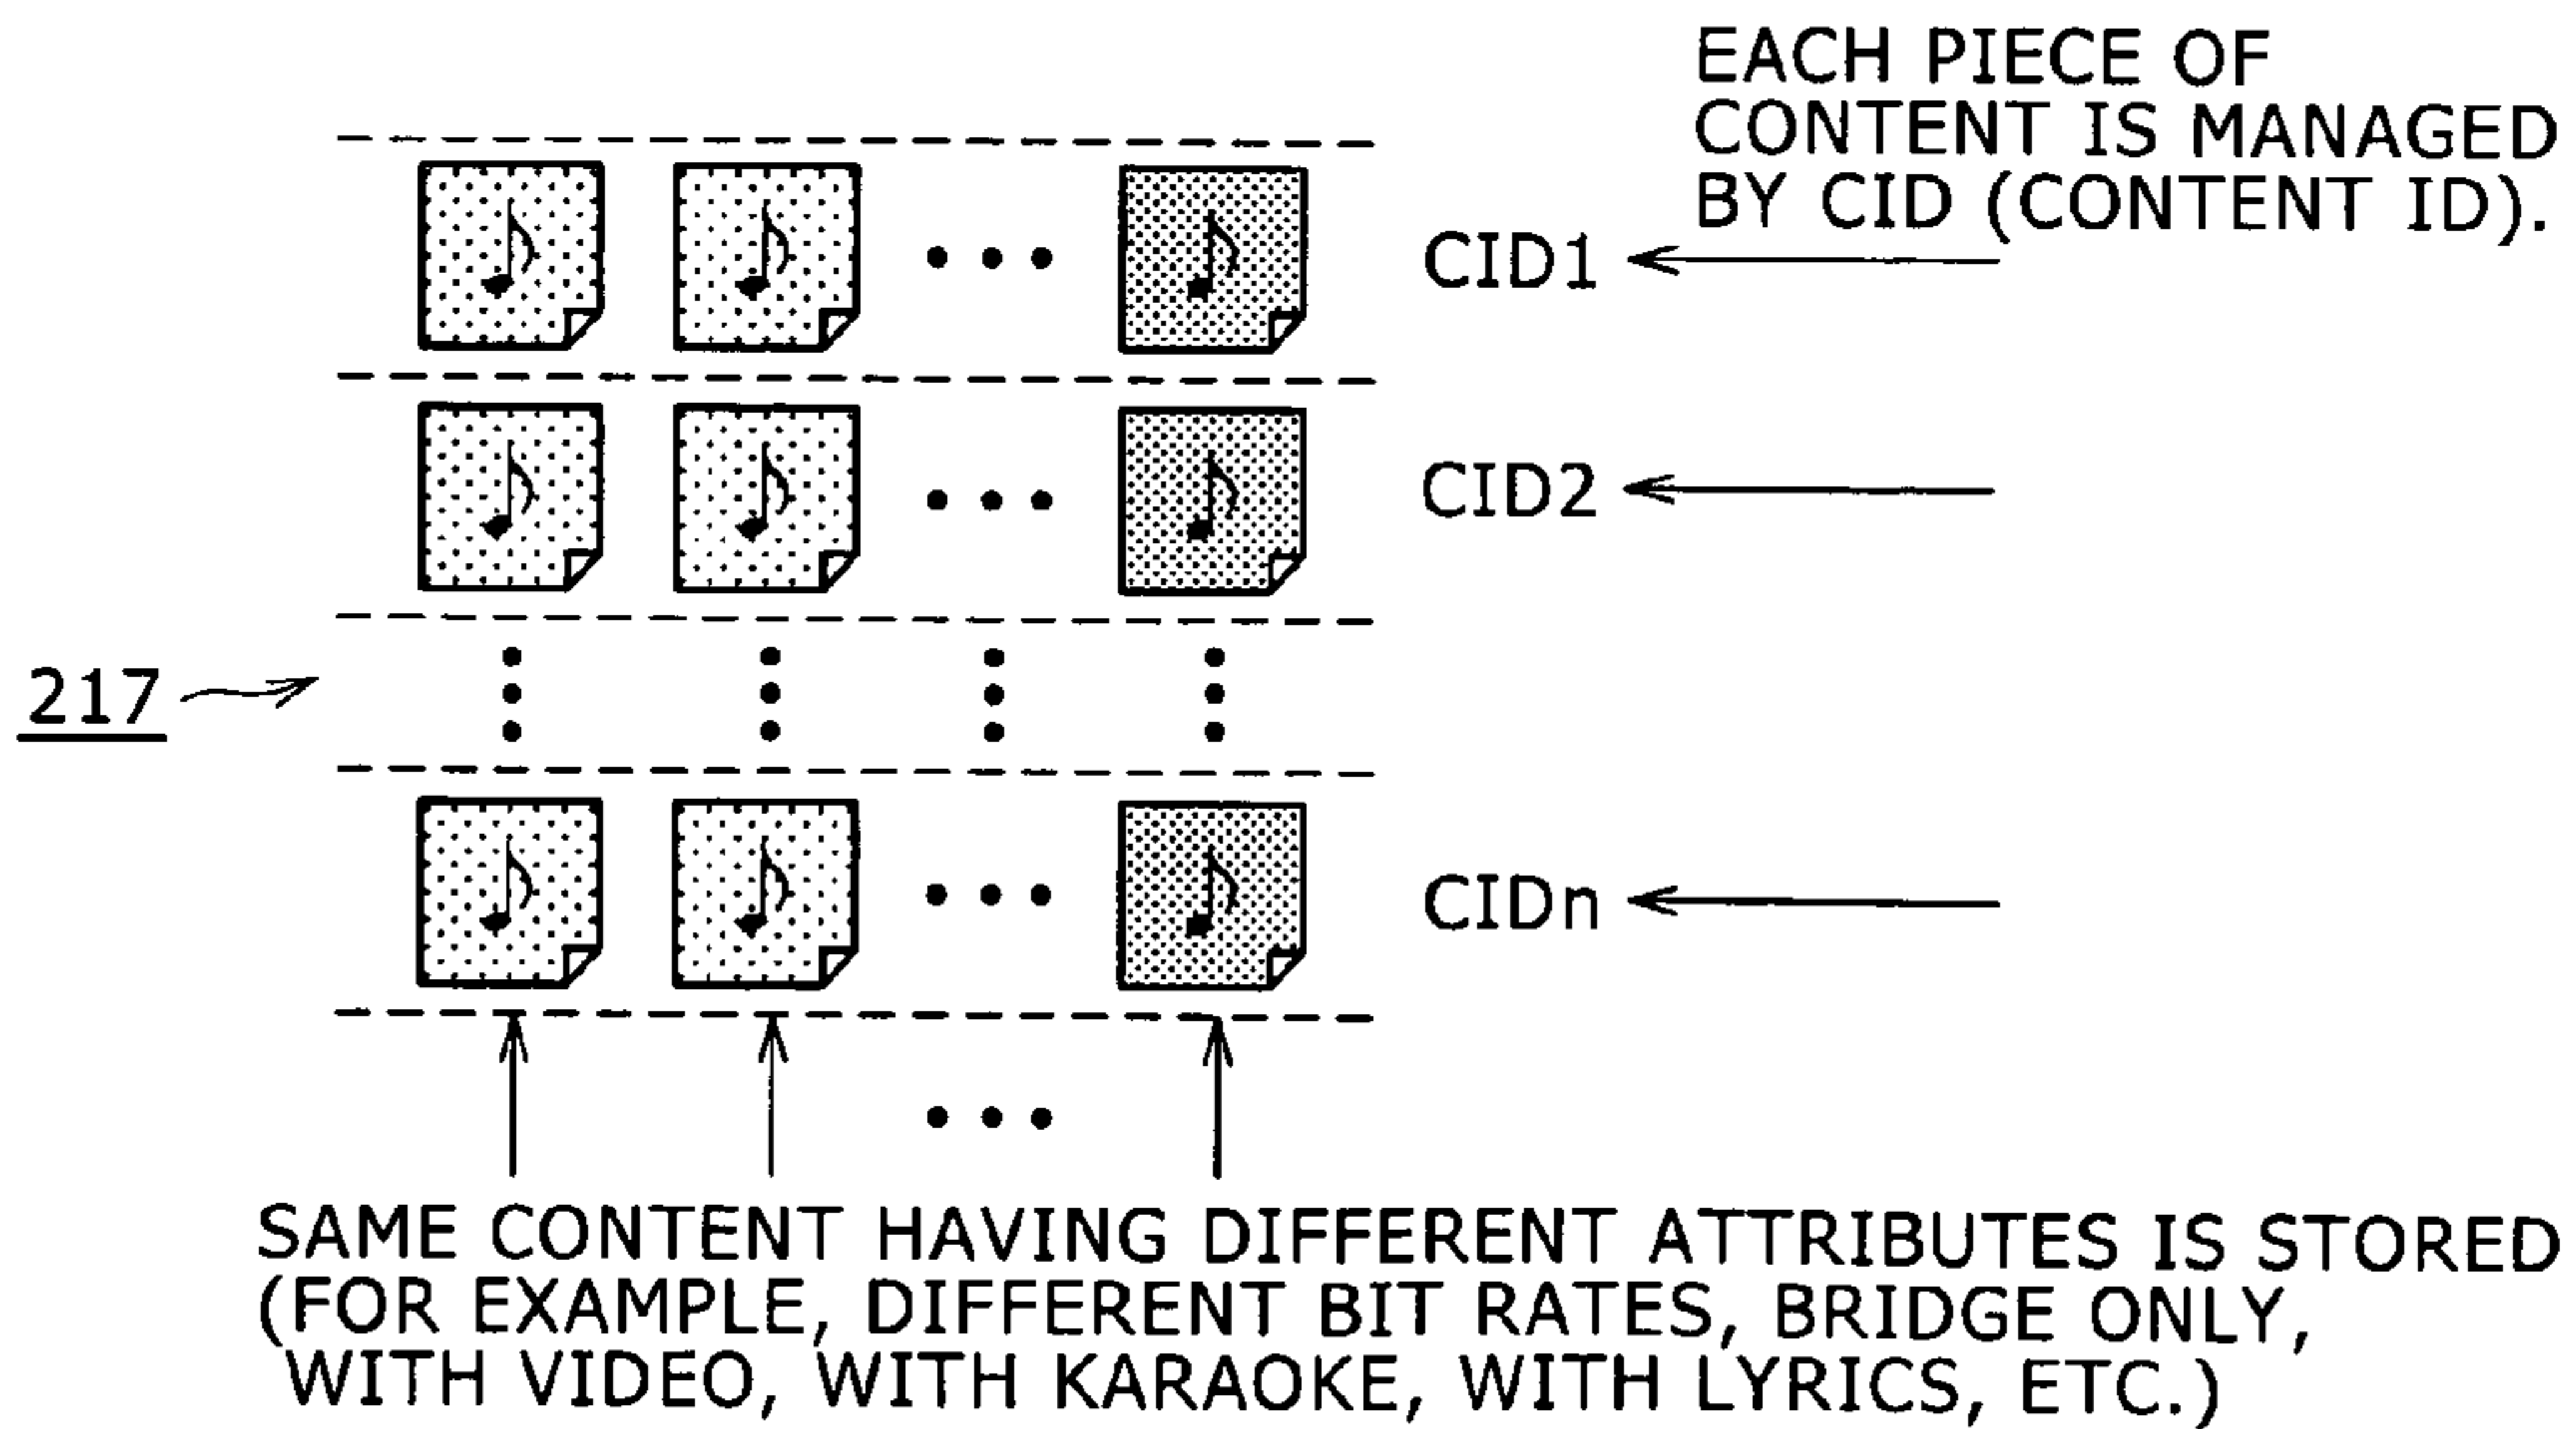 EACH PIECE OF
CONTENT IS MANAGED
BY CID (CONTENT ID).
CID1
CID2
217
CIDn
SAME CONTENT HAVING DIFFERENT ATTRIBUTES IS STORED
(FOR EXAMPLE, DIFFERENT BIT RATES, BRIDGE ONLY,
WITH VIDEO, WITH KARAOKE, WITH LYRICS, ETC.)